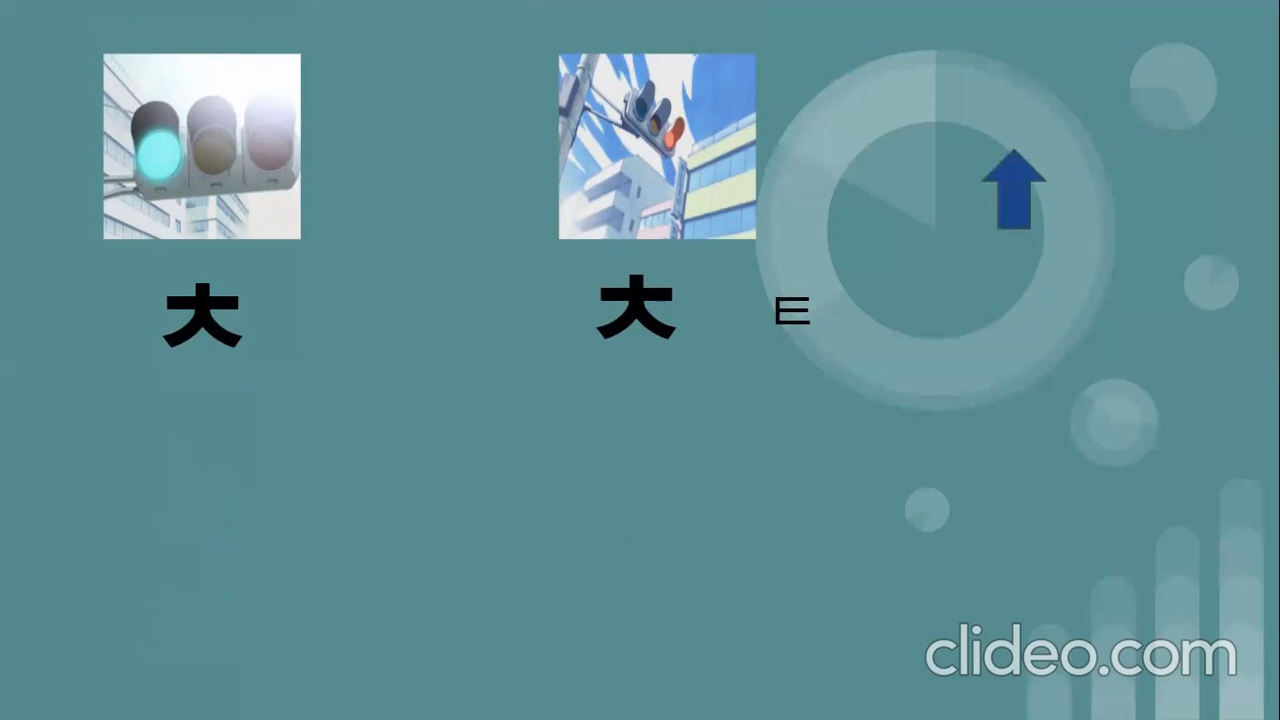 大 大 ㅌ
clideo.com